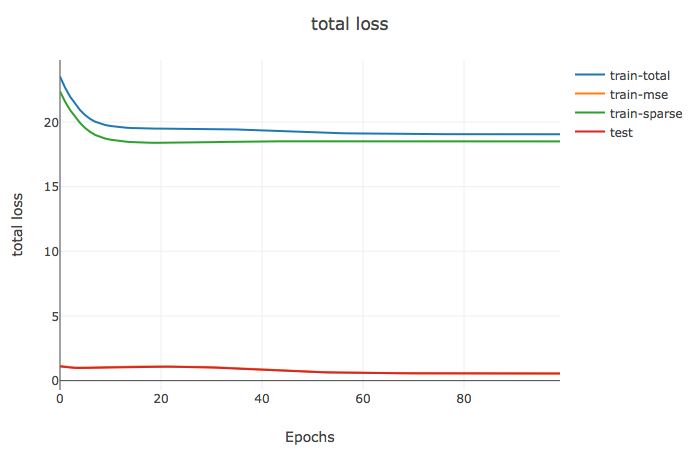 total loss
train-total
train-mse
train-sparse
test
total loss
20
15
10
5
0
0 20 40 60 80
Epochs